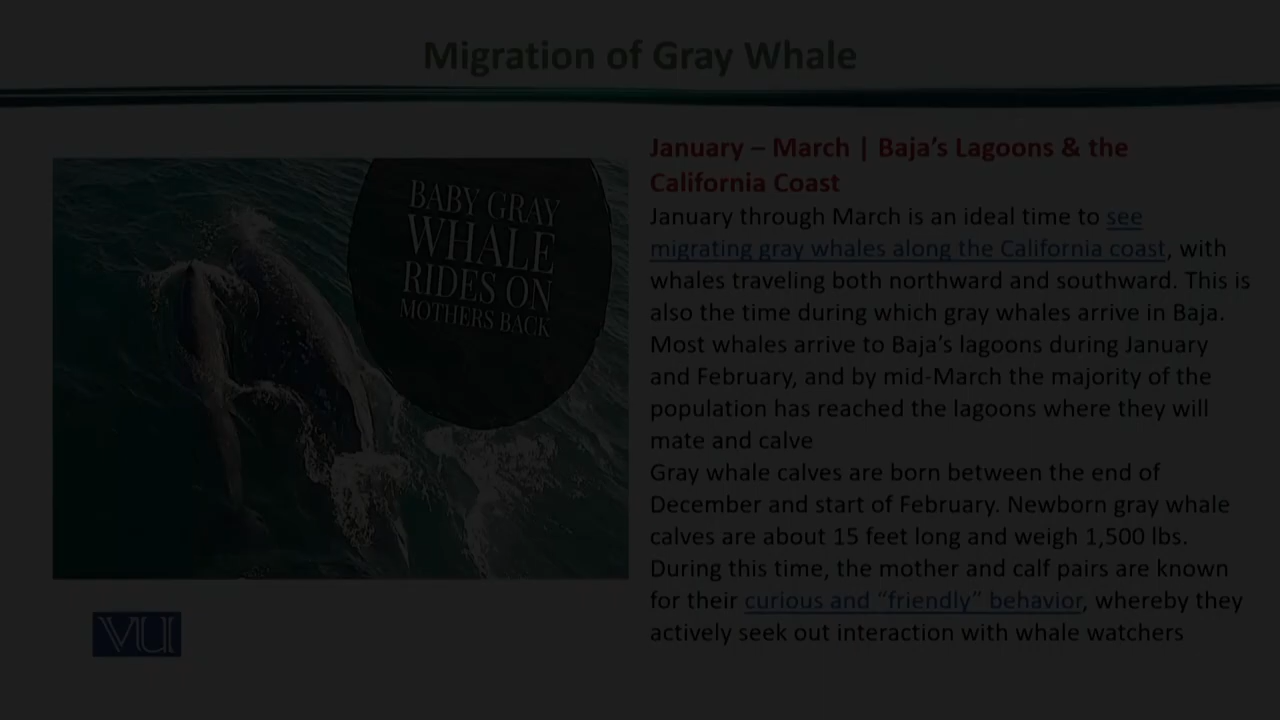 Migration of Gray Whale
BABY GRAY
WHALE
RIDES ON
MOTHERS BACK
January – March | Baja’s Lagoons & the
California Coast
January through March is an ideal time to see
migrating gray whales along the California coast, with
whales traveling both northward and southward. This is
also the time during which gray whales arrive in Baja.
Most whales arrive to Baja’s lagoons during January
and February, and by mid-March the majority of the
population has reached the lagoons where they will
mate and calve
Gray whale calves are born between the end of
December and start of February. Newborn gray whale
calves are about 15 feet long and weigh 1,500 lbs.
During this time, the mother and calf pairs are known
for their curious and “friendly” behavior, whereby they
actively seek out interaction with whale watchers
VU